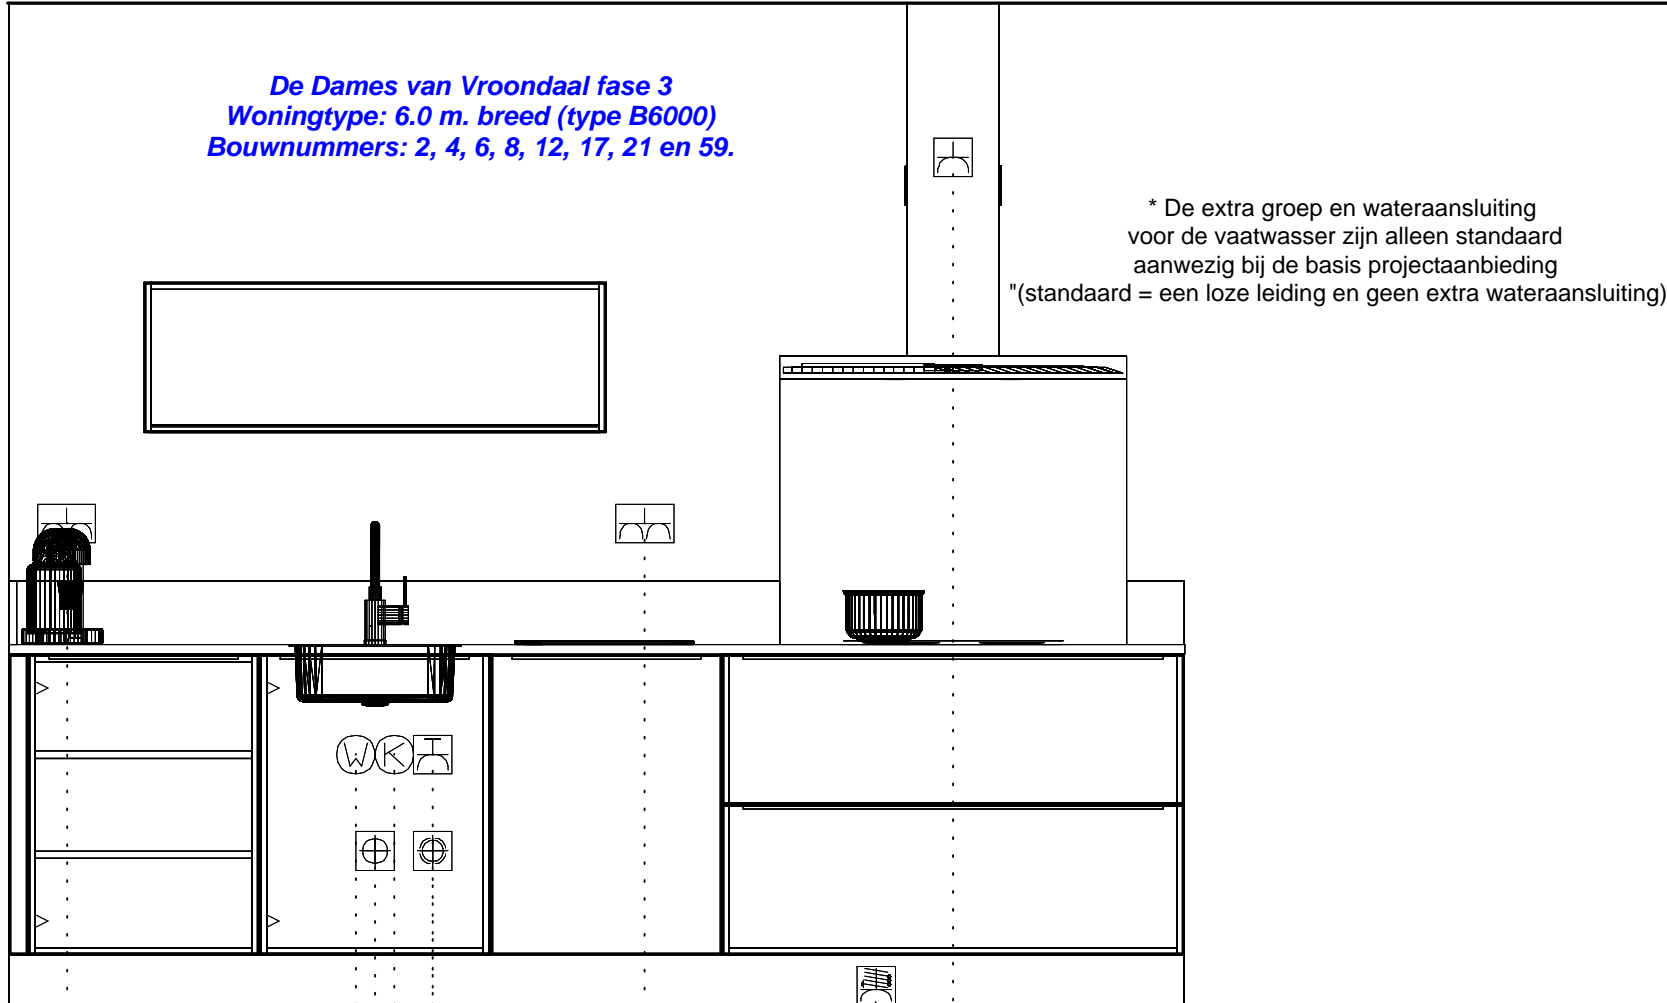 De Dames van Vroondaal fase 3
Woningtype: 6.0 m. breed (type B6000)
Bouwnummers: 2, 4, 6, 8, 12, 17, 21 en 59.
* De extra groep en wateraansluiting
voor de vaatwasser zijn alleen standaard
aanwezig bij de basis projectaanbieding
"(standaard = een loze leiding en geen extra wateraansluiting)
W K